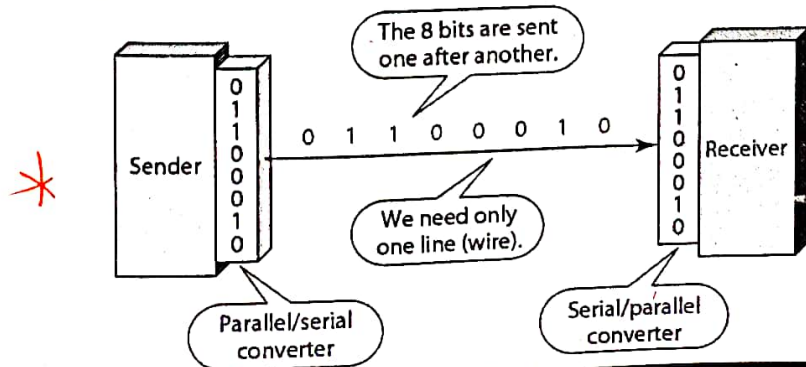 The 8 bits are sent
one after another.
Sender
0
1
1
0
0
0
1
0
0 1 1 0 0 0 1 0
0
1
1
0
0
0
1
0
Receiver
We need only
one line (wire).
Parallel/serial
converter
Serial/parallel
converter